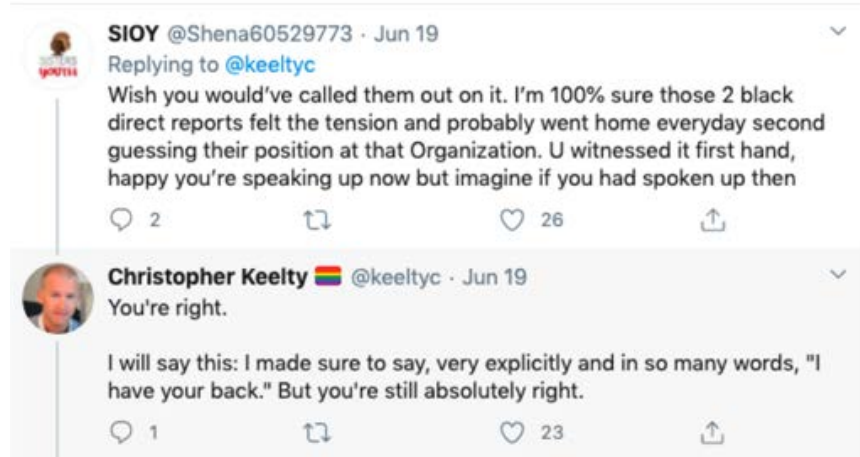 SIOY @Shena60529773 · Jun 19
Replying to @keeltyc
Wish you would've called them out on it. I'm 100% sure those 2 black
direct reports felt the tension and probably went home everyday second
guessing their position at that Organization. U witnessed it first hand,
happy you're speaking up now but imagine if you had spoken up then
2 26
Christopher Keelty 🏳️‍🌈 @keeltyc · Jun 19
You're right.
I will say this: I made sure to say, very explicitly and in so many words, "I
have your back." But you're still absolutely right.
1 23